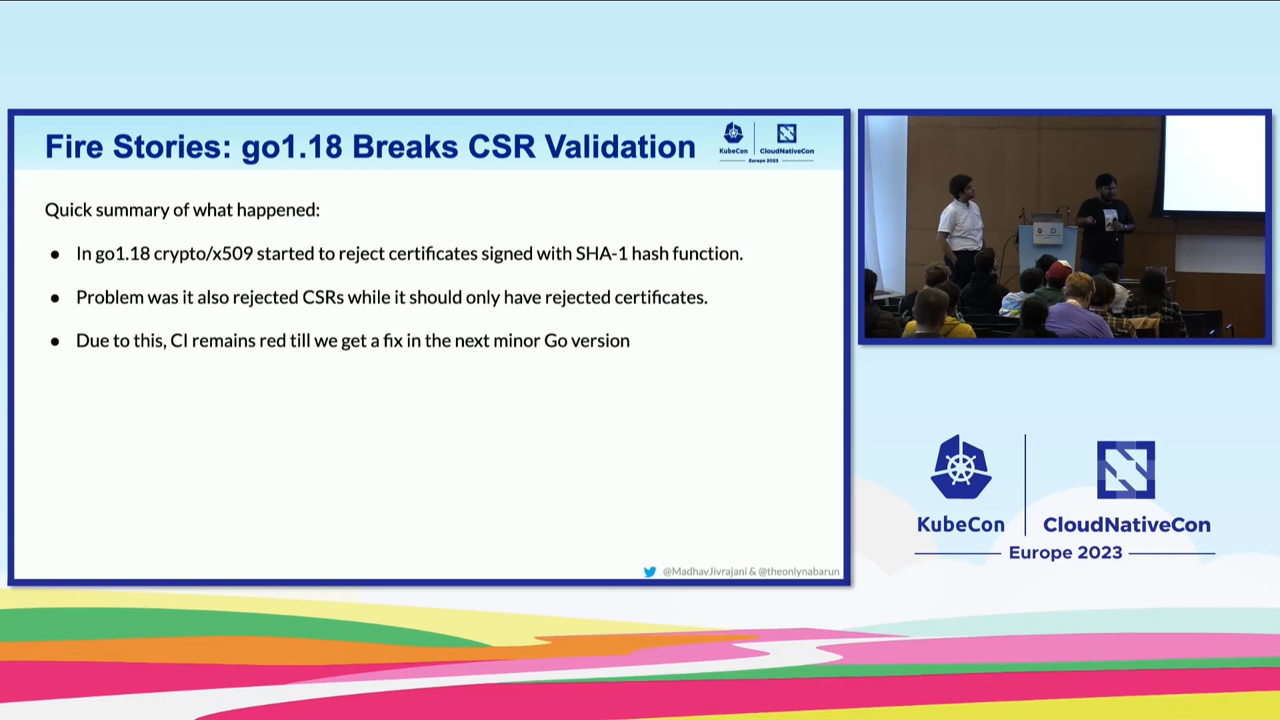 Fire Stories: go1.18 Breaks CSR Validation
KubeCon
CloudNativeCon
Europe 2023
Quick summary of what happened:
● In go1.18 crypto/x509 started to reject certificates signed with SHA-1 hash function.
● Problem was it also rejected CSRs while it should only have rejected certificates.
● Due to this, CI remains red till we get a fix in the next minor Go version
@MadhavJivrajani & @theonlynabarun
KubeCon
CloudNativeCon
Europe 2023